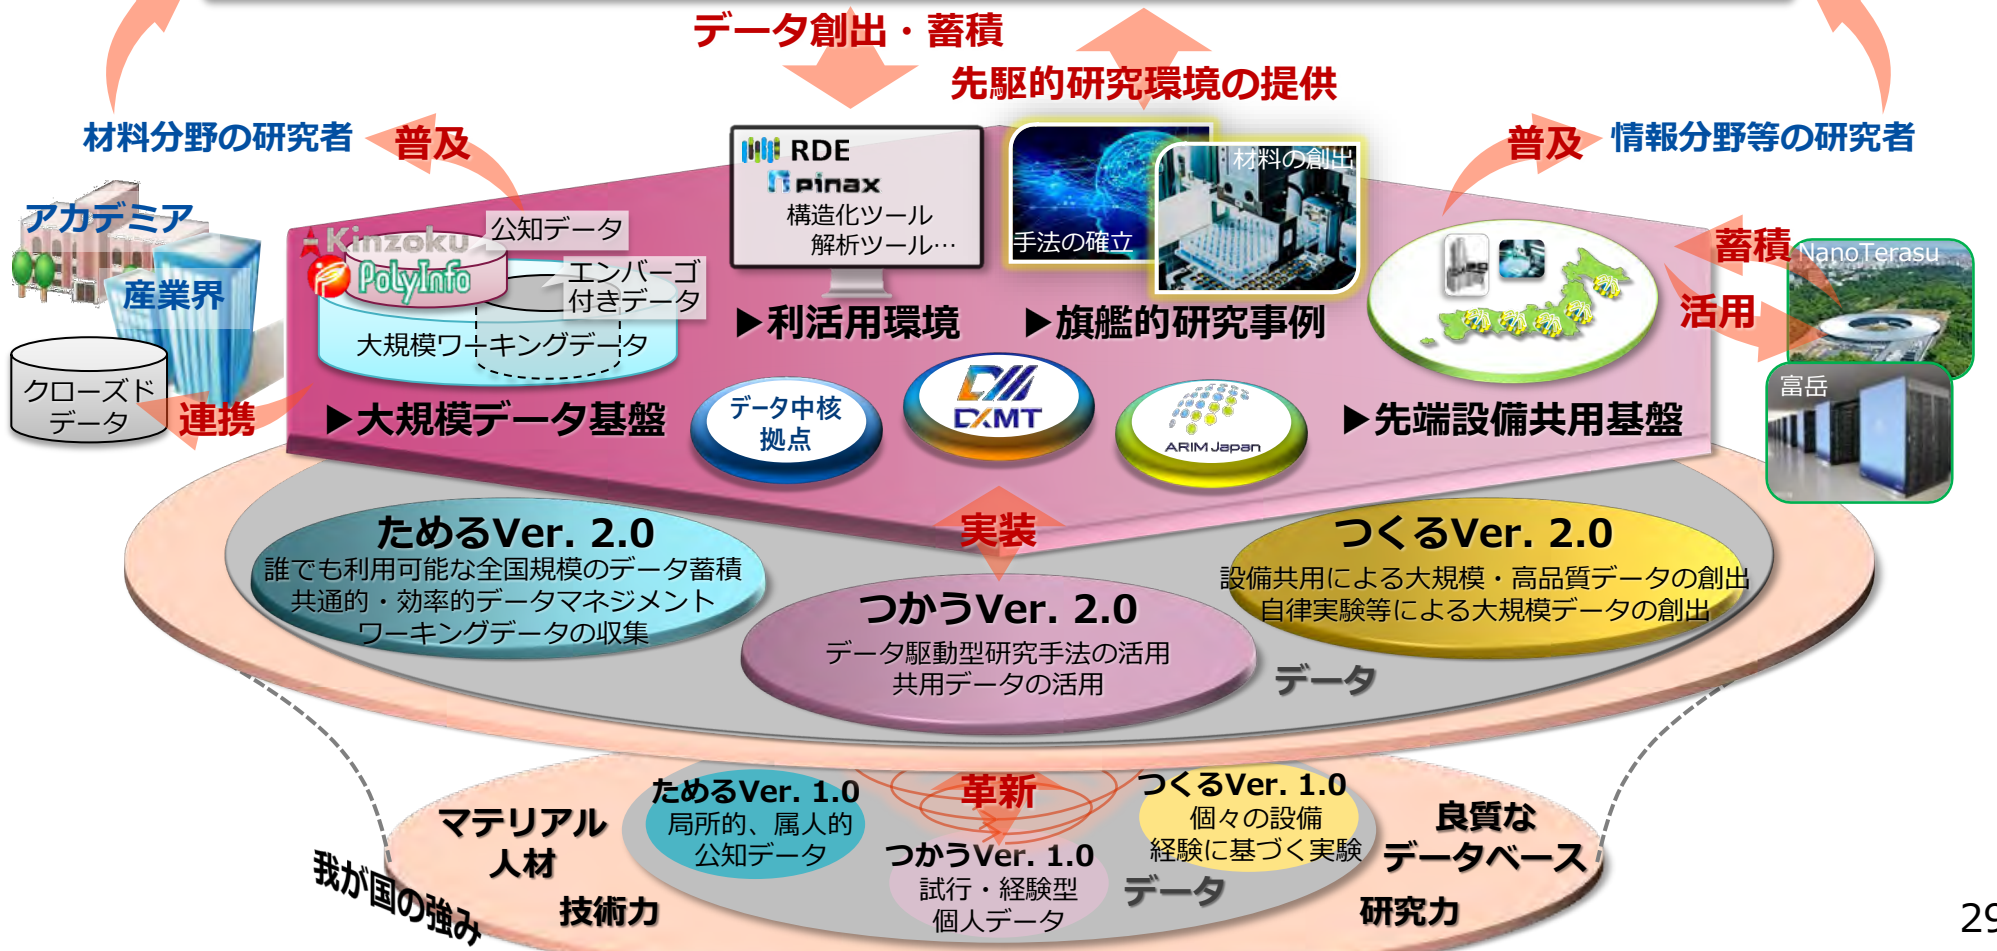 データ創出・蓄積
先駆的研究環境の提供
材料分野の研究者
普及
普及
情報分野等の研究者
アカデミア
産業界
クローズド
データ
連携
Kinzoku
PolyInfo
公知データ
エンバーゴ
付きデータ
大規模ワーキングデータ
▶大規模データ基盤
RDE
pinax
構造化ツール
解析ツール…
▶利活用環境
手法の確立
材料の創出
▶旗艦的研究事例
データ中核
拠点
DXMT
ARIM Japan
▶先端設備共用基盤
蓄積
活用
NanoTerasu
富岳
実装
ためるVer. 2.0
誰でも利用可能な全国規模のデータ蓄積
共通的・効率的データマネジメント
ワーキングデータの収集
つかうVer. 2.0
データ駆動型研究手法の活用
共用データの活用
つくるVer. 2.0
設備共用による大規模・高品質データの創出
自律実験等による大規模データの創出
データ
革新
ためるVer. 1.0
局所的、属人的
公知データ
つかうVer. 1.0
試行・経験型
個人データ
つくるVer. 1.0
個々の設備
経験に基づく実験
データ
マテリアル
人材
技術力
良質な
データベース
研究力
我が国の強み
29